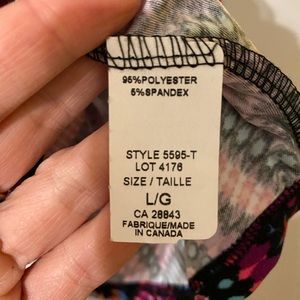 95%POLYESTER
5%SPANDEX
STYLE 5595-T
LOT 4176
SIZE / TAILLE
L/G
CA 28843
FABRIQUE/MADE
IN CANADA